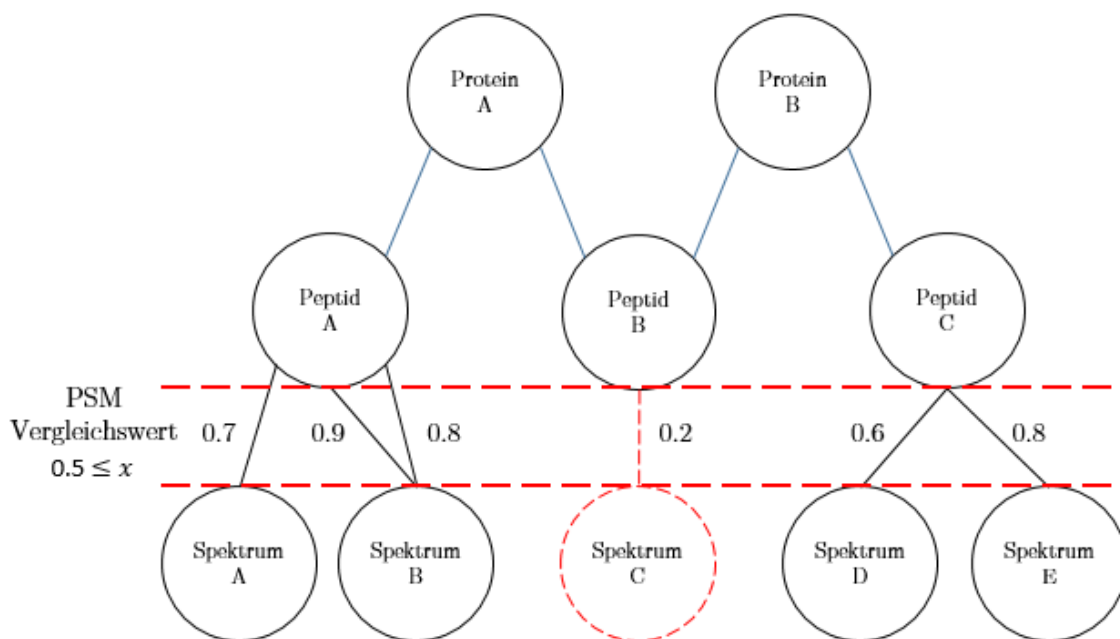 Protein
A
Protein
B
Peptid
A
Peptid
B
Peptid
C
PSM
Vergleichswert
0.5 ≤ x
0.7
0.9
0.8
0.2
0.6
0.8
Spektrum
A
Spektrum
B
Spektrum
C
Spektrum
D
Spektrum
E